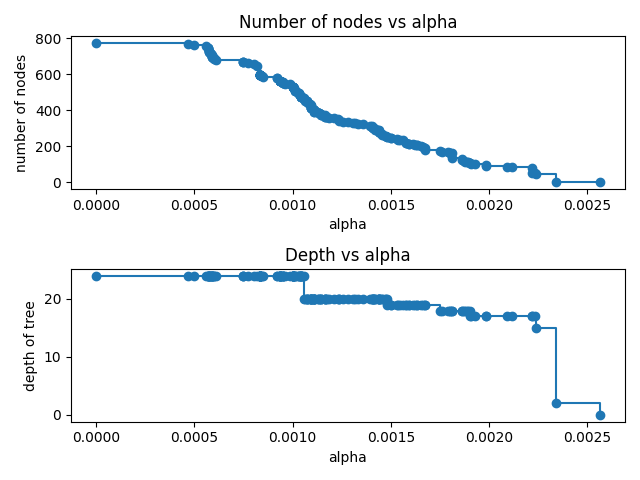 Number of nodes vs alpha
number of nodes
800
600
400
200
0
0.0000 0.0005 0.0010 0.0015 0.0020 0.0025
alpha
Depth vs alpha
depth of tree
20
10
0
0.0000 0.0005 0.0010 0.0015 0.0020 0.0025
alpha